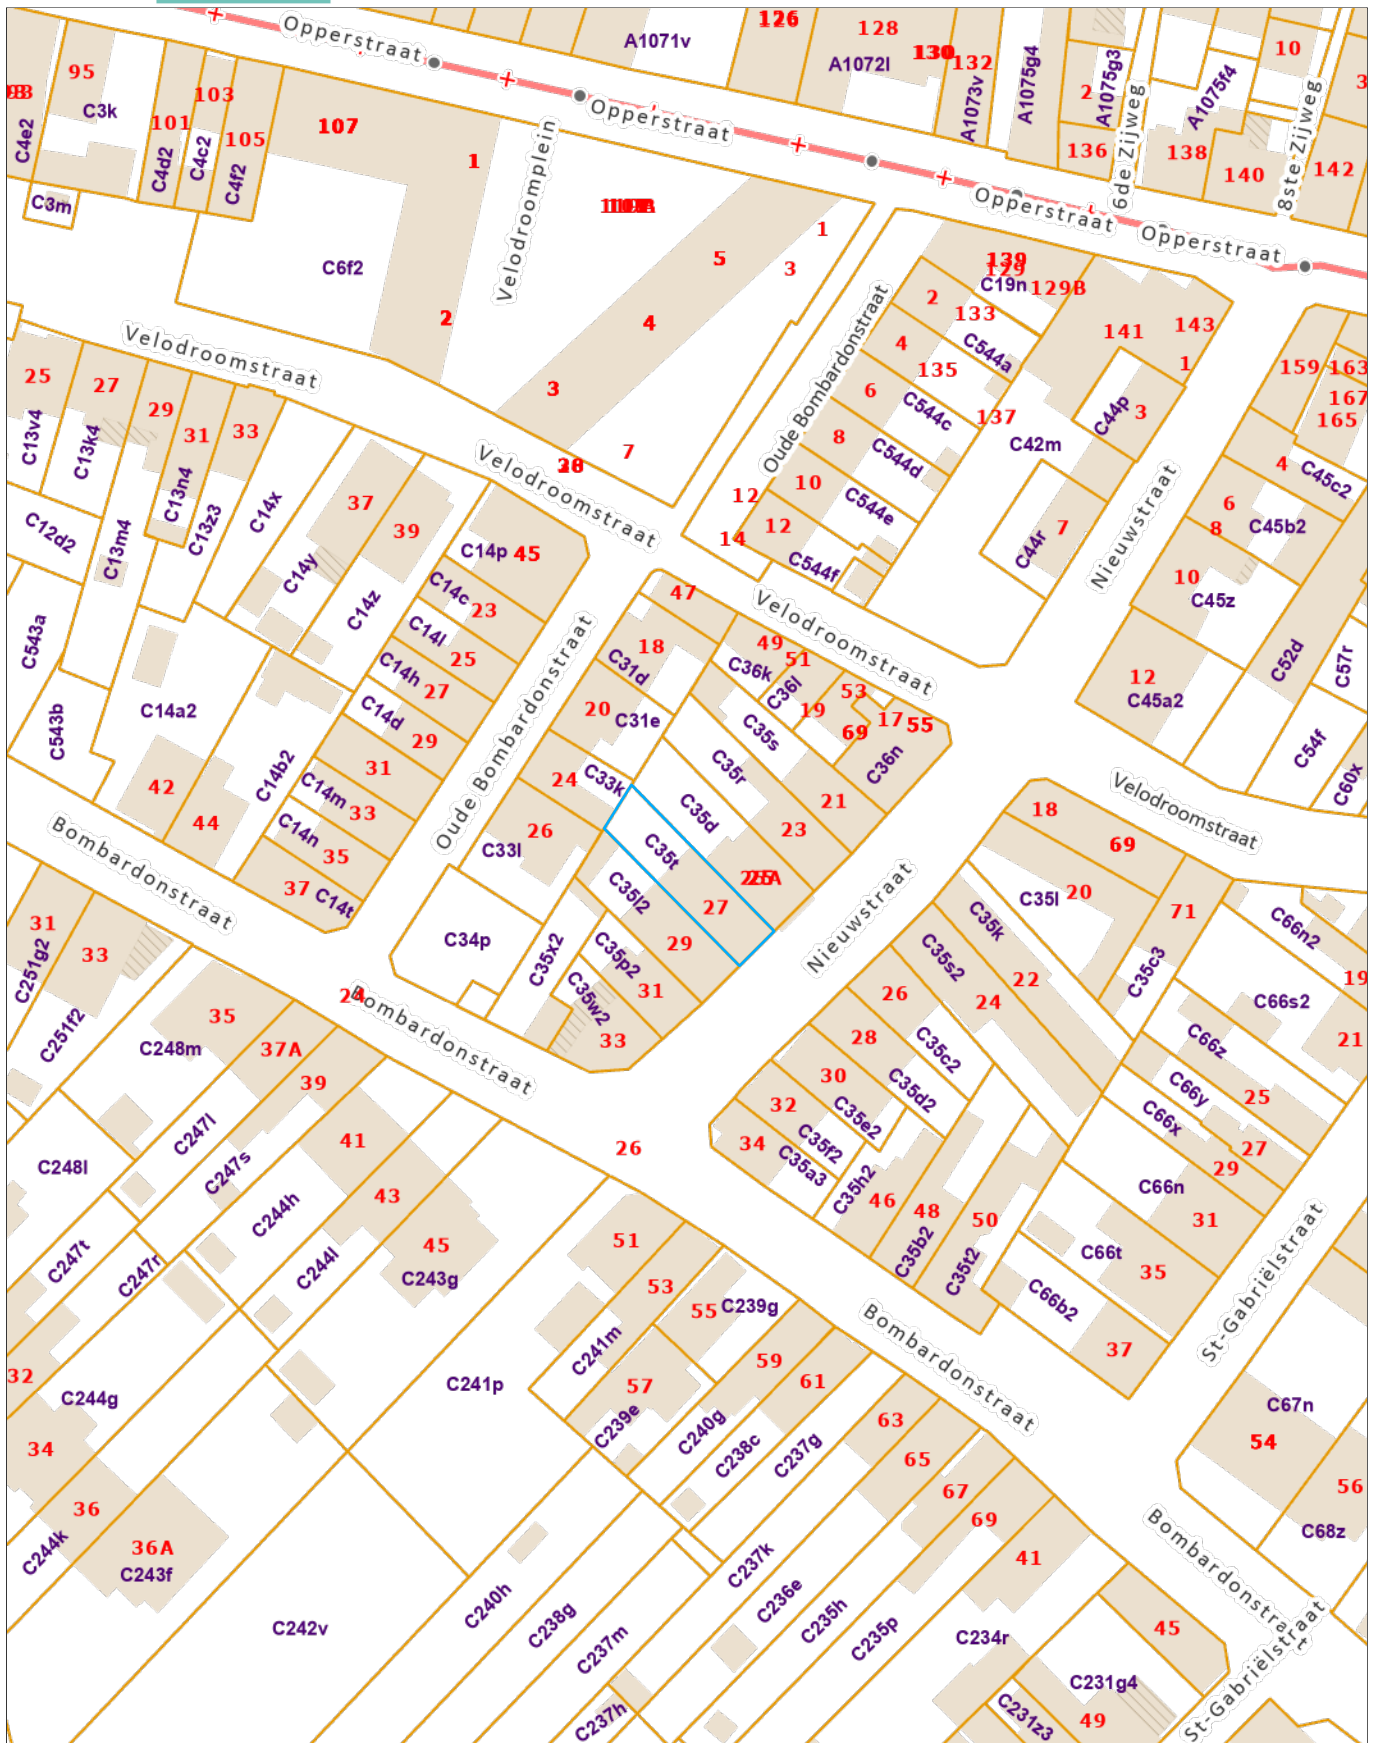 126
128
10
Opperstraat
A1071v
A1072l
130
132
A1073v
A1075g4
A1075g3
2
A1075f4
95
C3k
103
101
105
107
C4e2
C4d2
C4c2
C4f2
1
Velodroomplein
Opperstraat
136
6de Zijweg
138
140
8ste Zijweg
142
C3m
Opperstraat
Opperstraat
C6f2
5
1
3
139
129
C19n
129B
2
133
2
4
141
143
Velodroomstraat
4
C544a
135
Oude Bombardonstraat
1
159
163
25
27
29
31
33
3
6
C544c
137
C44p
3
167
165
C13v4
C13k4
7
8
C544d
C42m
4
C45c2
C13n4
C13z3
C14x
37
39
Velodroomstraat
10
C544e
12
12
14
6
8
C45b2
C12d2
C13m4
C14y
C14p
45
C544f
C44r
7
Nieuwstraat
10
C45z
C14z
C14c
23
47
Velodroomstraat
C543a
C14l
25
18
C31d
49
51
C36k
C36l
C52d
C57r
C14h
27
12
C45a2
C543b
C14a2
C14d
29
20
C31e
19
53
17
55
69
C35s
C36n
C54f
C60x
42
44
C14b2
31
C14m
33
C14n
35
37
C14t
Oude Bombardonstraat
24
C33k
C35r
21
23
C35d
Velodroomstraat
18
69
Bombardonstraat
26
C33l
C35t
27
C35l2
29
Nieuwstraat
C35l
20
71
31
33
C251g2
C34p
C35x2
C35p2
31
C35w2
33
C35k
C35s2
22
24
C35c3
C66n2
19
C66s2
21
C251f2
35
C248m
37A
39
Bombardonstraat
26
28
C35c2
C66z
C66y
25
30
C35d2
C35e2
32
C66x
27
29
C247l
41
34
C35f2
C35a3
C248l
C247s
26
C35h2
46
48
50
C66n
31
C244h
43
C35b2
C35t2
C247t
C247r
C244l
45
C243g
51
C66t
35
53
55
C239g
C66b2
37
St-Gabriëlstraat
32
C244g
C241m
C241p
57
C239e
59
61
Bombardonstraat
34
C240g
C238c
C237g
63
65
C67n
54
56
36
67
69
C68z
C244k
36A
C243f
C237k
41
Bombardonstraat
C240h
C238g
C236e
C235h
45
C242v
C237m
C235p
C234r
C237h
C231g4
C231z3
49
St-Gabriëlstraat